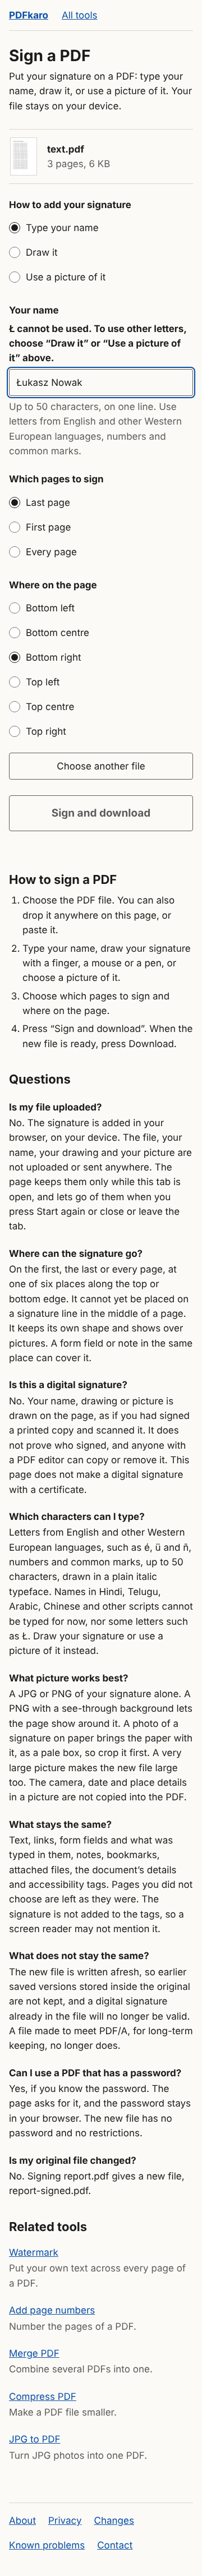 PDFkaro All tools
Sign a PDF
Put your signature on a PDF: type your
name, draw it, or use a picture of it. Your
file stays on your device.
text.pdf
3 pages, 6 KB
How to add your signature
Type your name
Draw it
Use a picture of it
Your name
Ł cannot be used. To use other letters,
choose “Draw it” or “Use a picture of
it” above.
Łukasz Nowak
Up to 50 characters, on one line. Use
letters from English and other Western
European languages, numbers and
common marks.
Which pages to sign
Last page
First page
Every page
Where on the page
Bottom left
Bottom centre
Bottom right
Top left
Top centre
Top right
Choose another file
Sign and download
How to sign a PDF
1. Choose the PDF file. You can also
drop it anywhere on this page, or
paste it.
2. Type your name, draw your signature
with a finger, a mouse or a pen, or
choose a picture of it.
3. Choose which pages to sign and
where on the page.
4. Press “Sign and download”. When the
new file is ready, press Download.
Questions
Is my file uploaded?
No. The signature is added in your
browser, on your device. The file, your
name, your drawing and your picture are
not uploaded or sent anywhere. The
page keeps them only while this tab is
open, and lets go of them when you
press Start again or close or leave the
tab.
Where can the signature go?
On the first, the last or every page, at
one of six places along the top or
bottom edge. It cannot yet be placed on
a signature line in the middle of a page.
It keeps its own shape and shows over
pictures. A form field or note in the same
place can cover it.
Is this a digital signature?
No. Your name, drawing or picture is
drawn on the page, as if you had signed
a printed copy and scanned it. It does
not prove who signed, and anyone with
a PDF editor can copy or remove it. This
page does not make a digital signature
with a certificate.
Which characters can I type?
Letters from English and other Western
European languages, such as é, ü and ñ,
numbers and common marks, up to 50
characters, drawn in a plain italic
typeface. Names in Hindi, Telugu,
Arabic, Chinese and other scripts cannot
be typed for now, nor some letters such
as Ł. Draw your signature or use a
picture of it instead.
What picture works best?
A JPG or PNG of your signature alone. A
PNG with a see-through background lets
the page show around it. A photo of a
signature on paper brings the paper with
it, as a pale box, so crop it first. A very
large picture makes the new file large
too. The camera, date and place details
in a picture are not copied into the PDF.
What stays the same?
Text, links, form fields and what was
typed in them, notes, bookmarks,
attached files, the document’s details
and accessibility tags. Pages you did not
choose are left as they were. The
signature is not added to the tags, so a
screen reader may not mention it.
What does not stay the same?
The new file is written afresh, so earlier
saved versions stored inside the original
are not kept, and a digital signature
already in the file will no longer be valid.
A file made to meet PDF/A, for long-term
keeping, no longer does.
Can I use a PDF that has a password?
Yes, if you know the password. The
page asks for it, and the password stays
in your browser. The new file has no
password and no restrictions.
Is my original file changed?
No. Signing report.pdf gives a new file,
report-signed.pdf.
Related tools
Watermark
Put your own text across every page of
a PDF.
Add page numbers
Number the pages of a PDF.
Merge PDF
Combine several PDFs into one.
Compress PDF
Make a PDF file smaller.
JPG to PDF
Turn JPG photos into one PDF.
About Privacy Changes
Known problems Contact